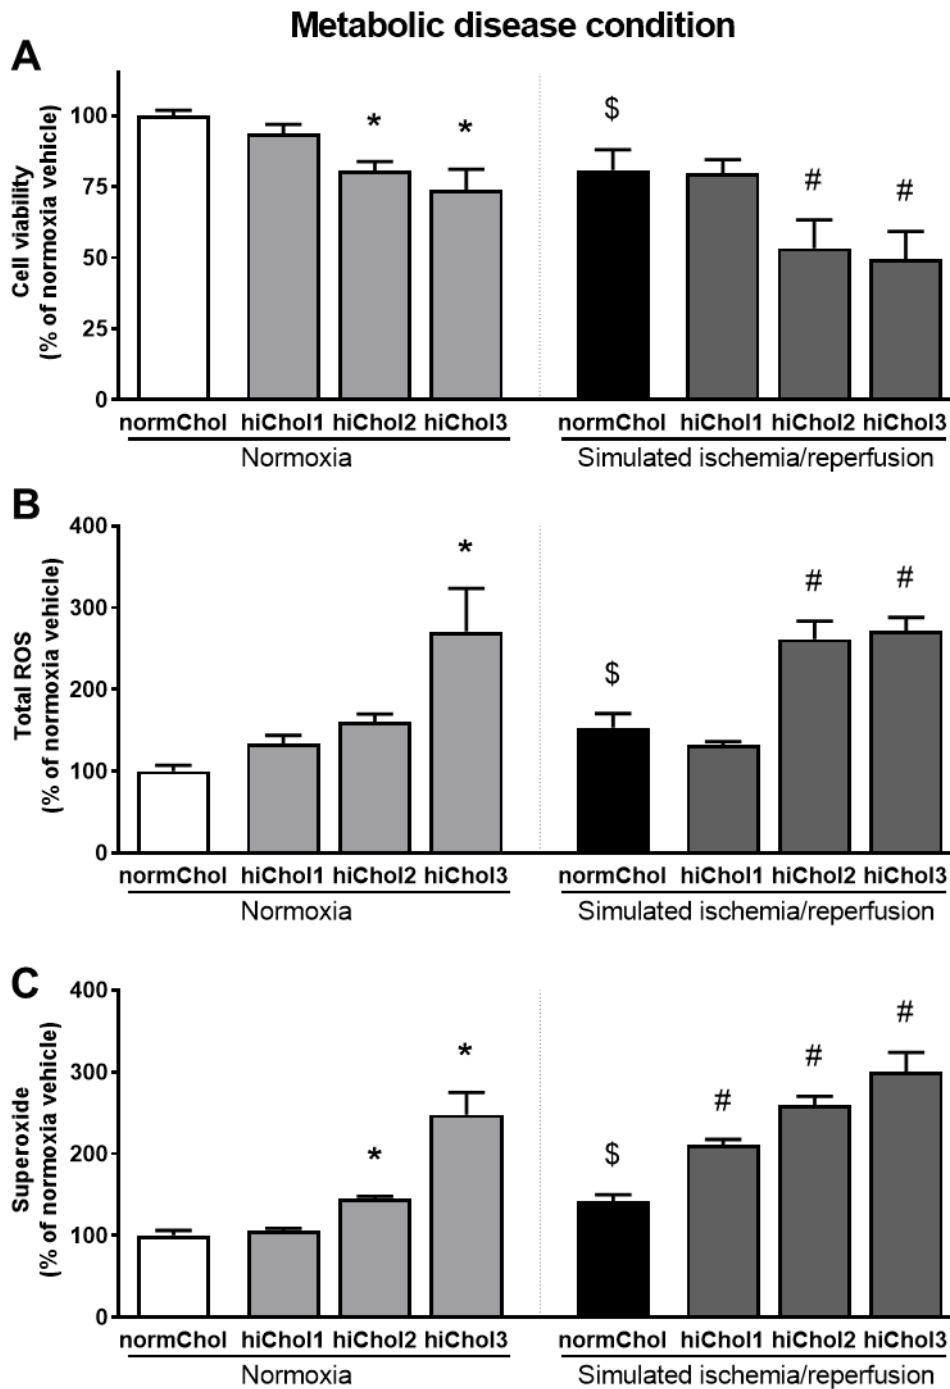 Metabolic disease condition
A
Cell viability
(% of normoxia vehicle)
100
75
50
25
0
* * $ # #
normChol hiChol1 hiChol2 hiChol3 normChol hiChol1 hiChol2 hiChol3
Normoxia Simulated ischemia/reperfusion
B
Total ROS
(% of normoxia vehicle)
400
300
200
100
0
* $ # #
normChol hiChol1 hiChol2 hiChol3 normChol hiChol1 hiChol2 hiChol3
Normoxia Simulated ischemia/reperfusion
C
Superoxide
(% of normoxia vehicle)
400
300
200
100
0
* * $ # # #
normChol hiChol1 hiChol2 hiChol3 normChol hiChol1 hiChol2 hiChol3
Normoxia Simulated ischemia/reperfusion